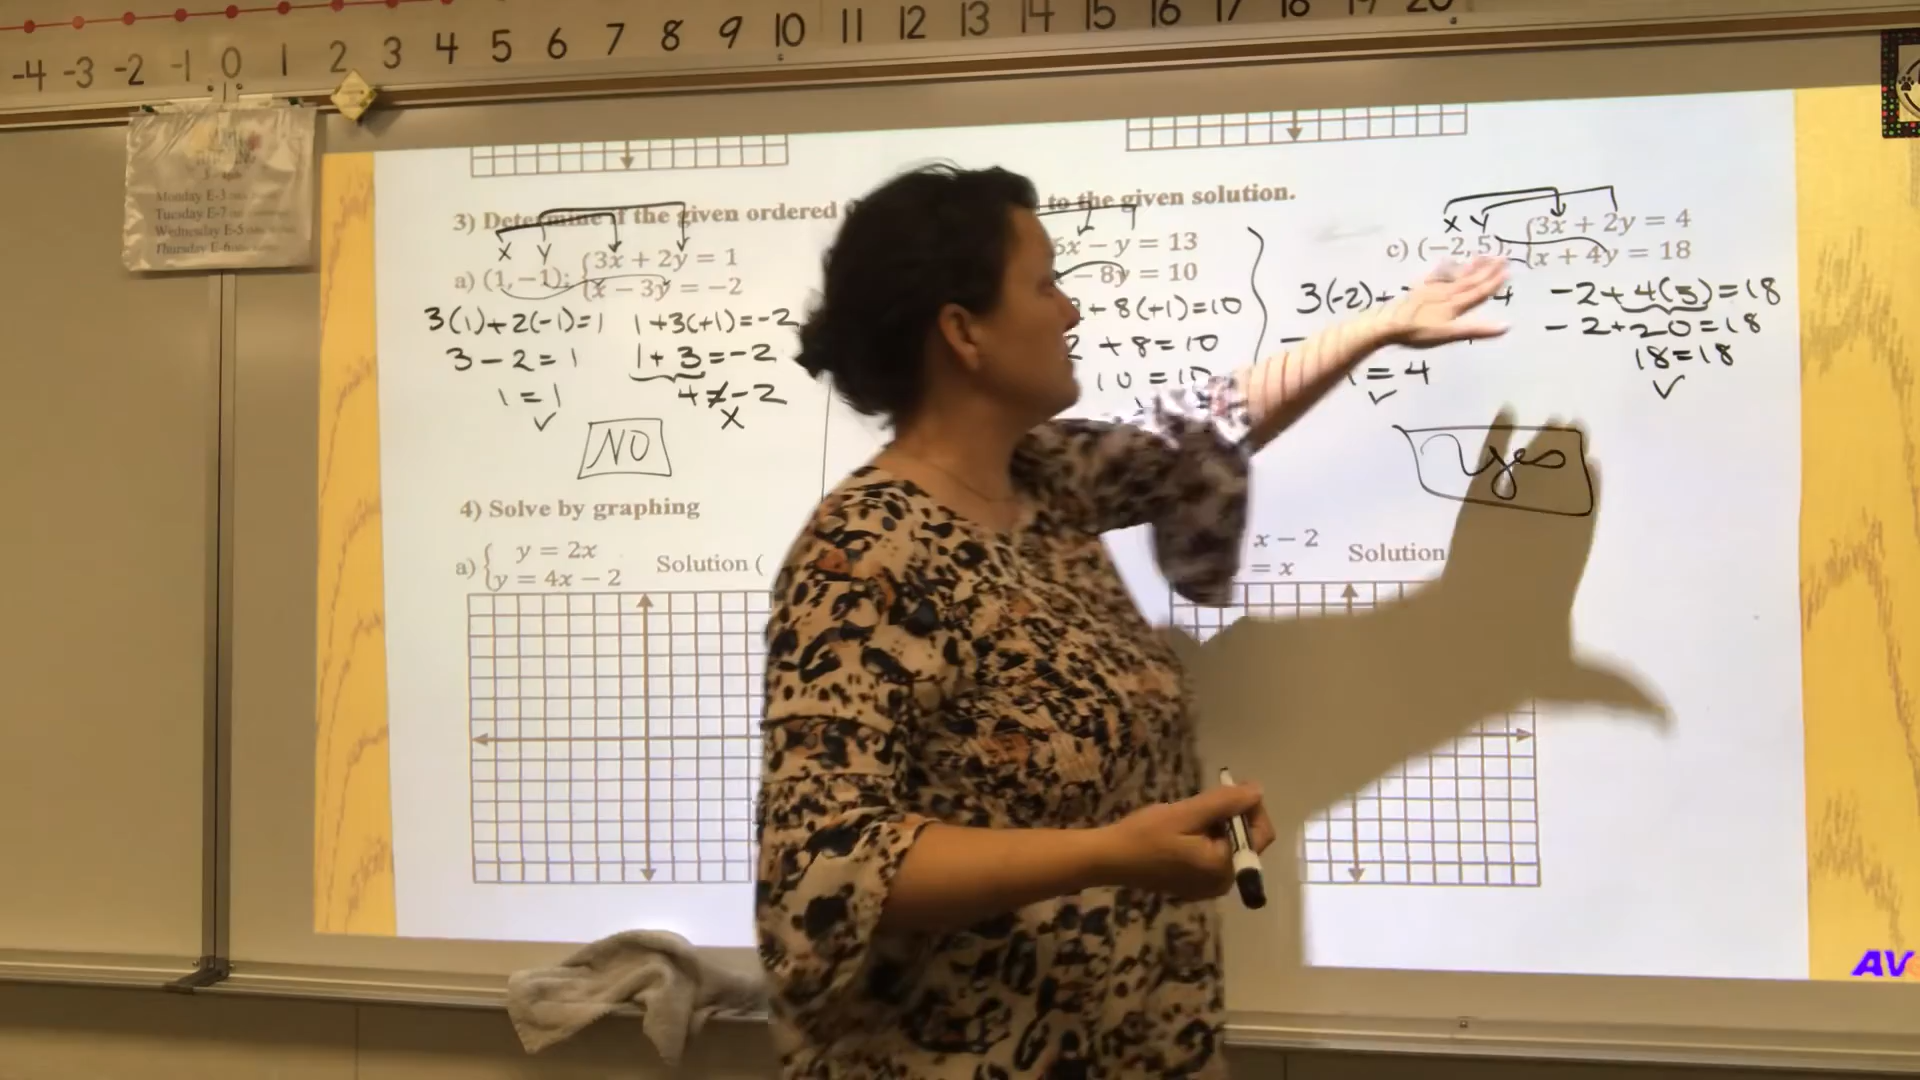 -4 -3 -2 -1 0 1 2 3 4 5 6 7 8 9 10 11 12 13 14 15 16 17 18 19 20
Monday E-3
Tuesday E-7
Wednesday E-5
Thursday E-6
3) Determine if the given ordered
to the given solution.
X Y
a) (1, -1); {3x + 2y = 1
x - 3y = -2
3(1)+2(-1)=1
3 - 2 = 1
1 = 1
✓
1+3(+1)=-2
1 + 3 = -2
4 ≠ -2
X
NO
x - y = 13
- 8y = 10
+ 8(+1)=10
2 + 8 = 10
10 = 10
X Y
c) (-2, 5); {3x + 2y = 4
x + 4y = 18
3(-2)+
= 4
✓
-2+4(5)=18
-2+20=18
18=18
✓
yes
4) Solve by graphing
a) { y = 2x
y = 4x - 2
Solution (
x - 2
= x
Solution
AV